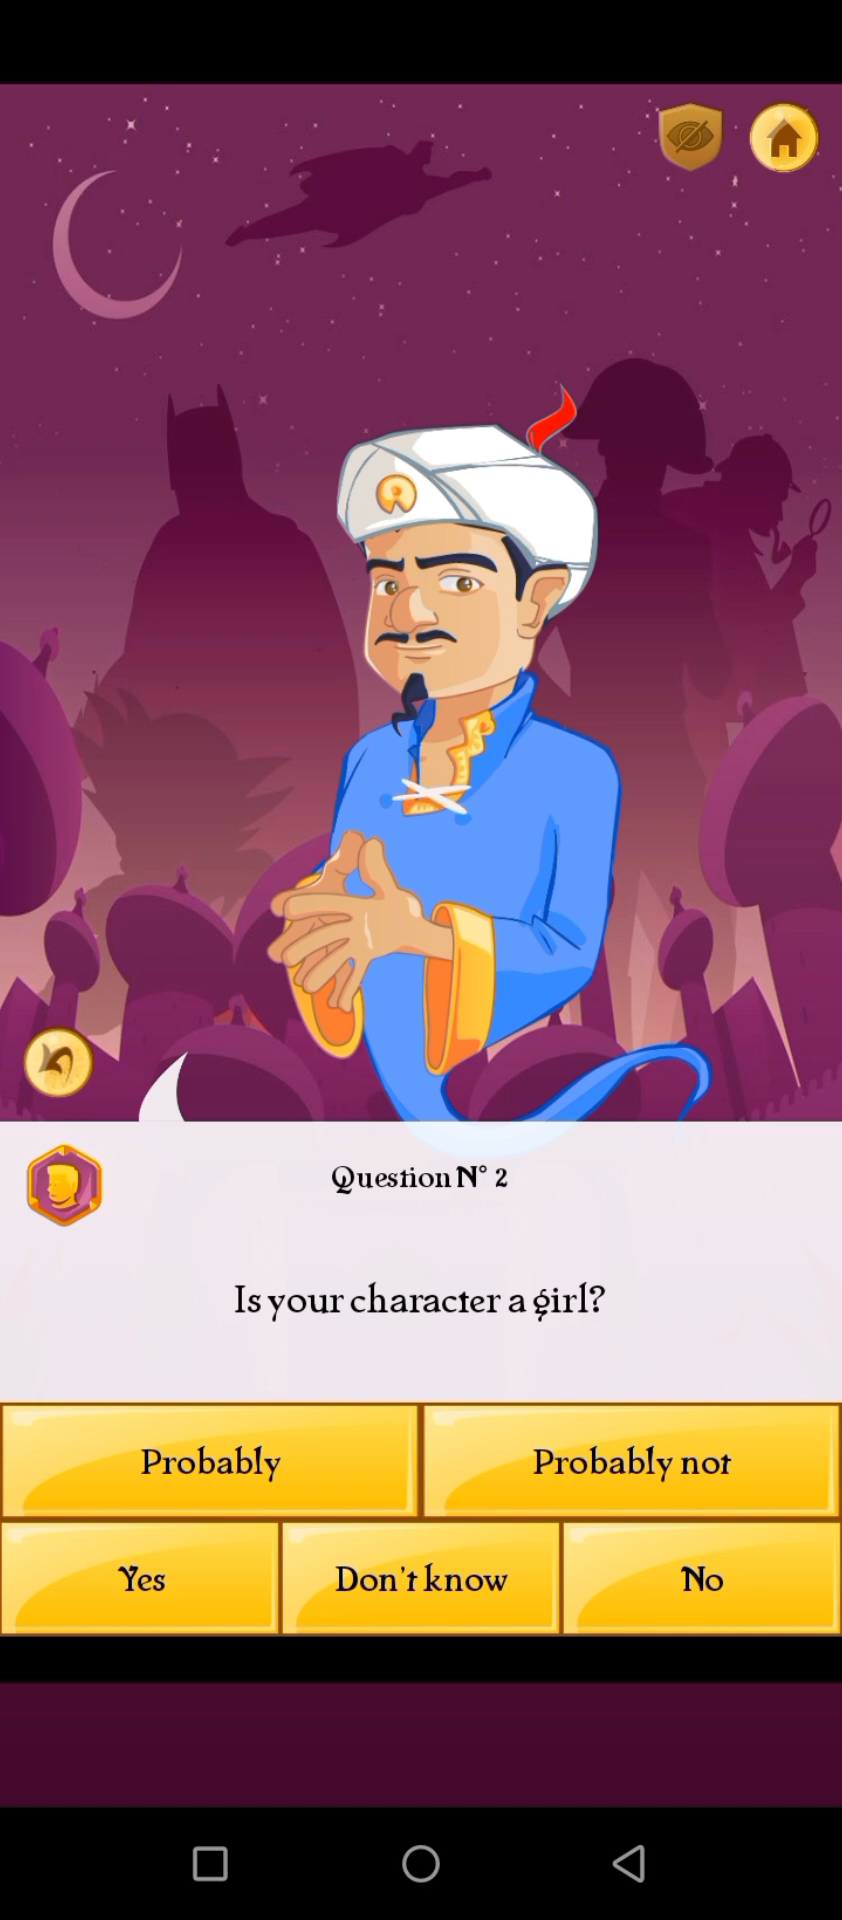 Question N° 2
Is your character a girl?
Probably
Probably not
Yes
Don't know
No